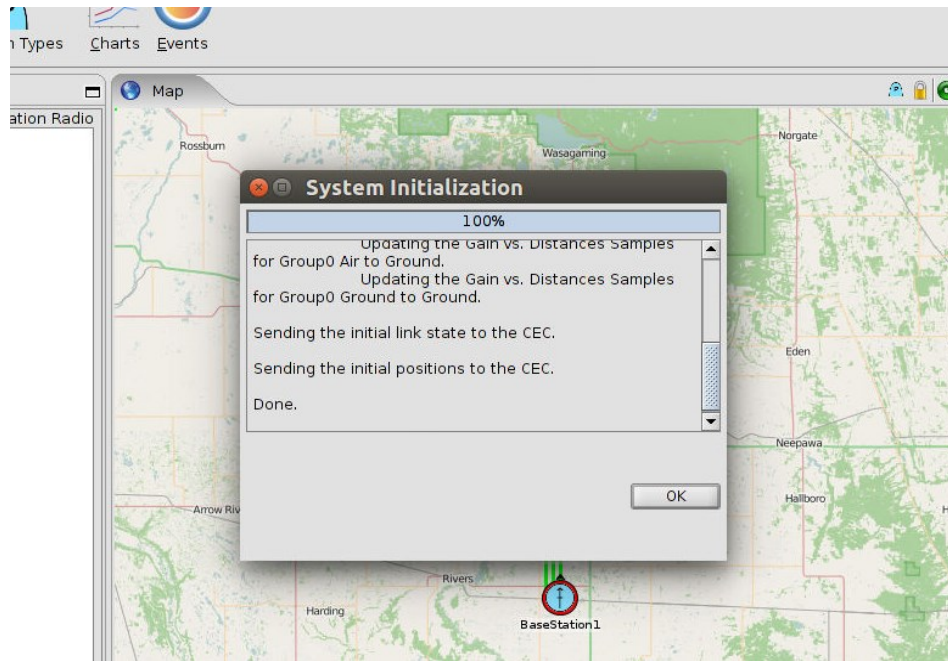 Types
Charts
Events
Map
ation Radio
Rossburn
Wasagaming
Norgate
System Initialization
100%
Updating the Gain vs. Distances Samples
for Group0 Air to Ground.
Updating the Gain vs. Distances Samples
for Group0 Ground to Ground.
Sending the initial link state to the CEC.
Sending the initial positions to the CEC.
Done.
OK
Eden
Neepawa
Hallboro
Arrow Riv
Rivers
Harding
BaseStation1